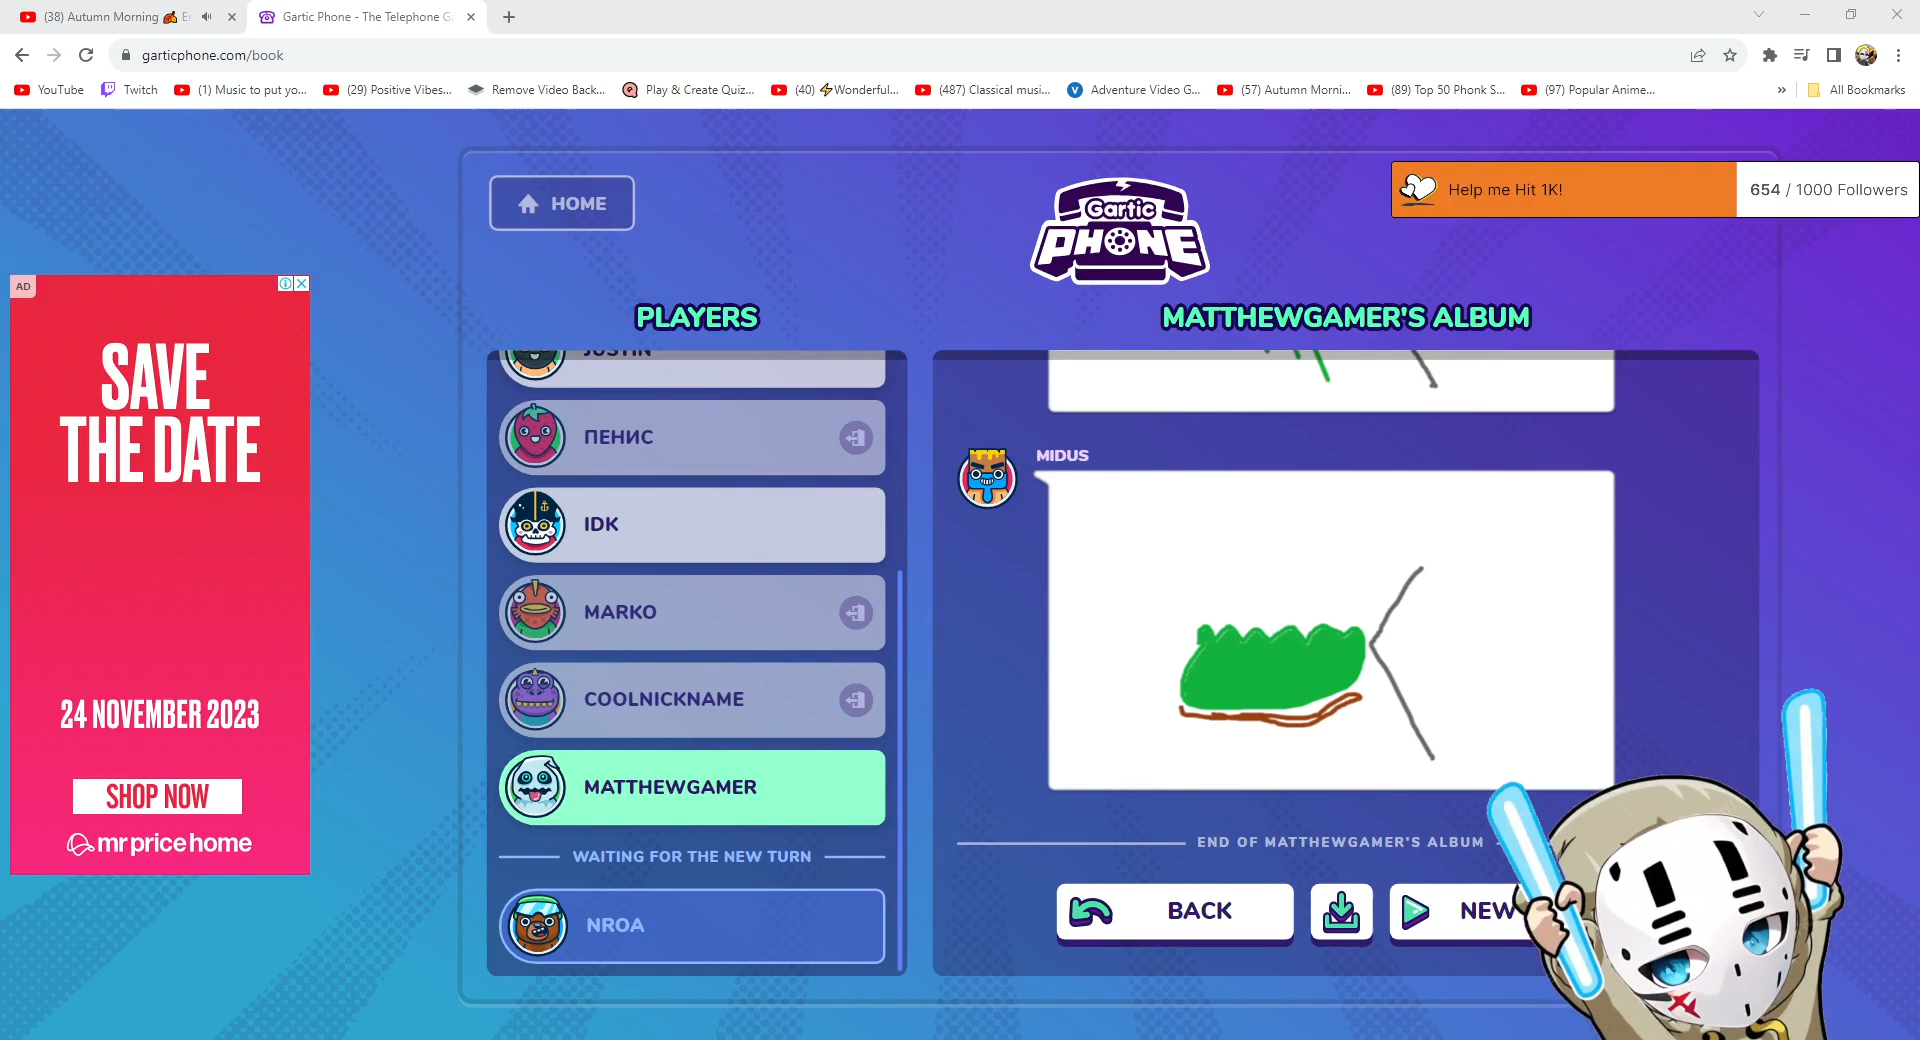 (38) Autumn Morning 🍂 E
Gartic Phone - The Telephone G
garticphone.com/book
YouTube
Twitch
(1) Music to put yo...
(29) Positive Vibes...
Remove Video Back...
Play & Create Quiz...
(40) ⚡Wonderful...
(487) Classical musi...
Adventure Video G...
(57) Autumn Morni...
(89) Top 50 Phonk S...
(97) Popular Anime...
»
All Bookmarks
HOME
Gartic
PHONE
Help me Hit 1K!
654 / 1000 Followers
AD
SAVE
THE DATE
24 NOVEMBER 2023
SHOP NOW
mr price home
PLAYERS
JUSTIN
ПЕНИС
IDK
MARKO
COOLNICKNAME
MATTHEWGAMER
WAITING FOR THE NEW TURN
NROA
MATTHEWGAMER'S ALBUM
MIDUS
END OF MATTHEWGAMER'S ALBUM
BACK
NEW